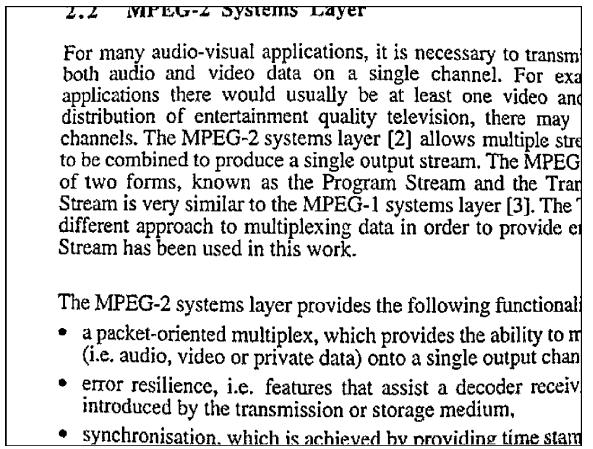 2.2 MPEG-2 Systems Layer
For many audio-visual applications, it is necessary to transm
both audio and video data on a single channel. For exa
applications there would usually be at least one video and
distribution of entertainment quality television, there may
channels. The MPEG-2 systems layer [2] allows multiple stre
to be combined to produce a single output stream. The MPEG
of two forms, known as the Program Stream and the Tran
Stream is very similar to the MPEG-1 systems layer [3]. The
different approach to multiplexing data in order to provide er
Stream has been used in this work.
The MPEG-2 systems layer provides the following functionali
• a packet-oriented multiplex, which provides the ability to m
(i.e. audio, video or private data) onto a single output chan
• error resilience, i.e. features that assist a decoder receiv
introduced by the transmission or storage medium,
• synchronisation, which is achieved by providing time stam